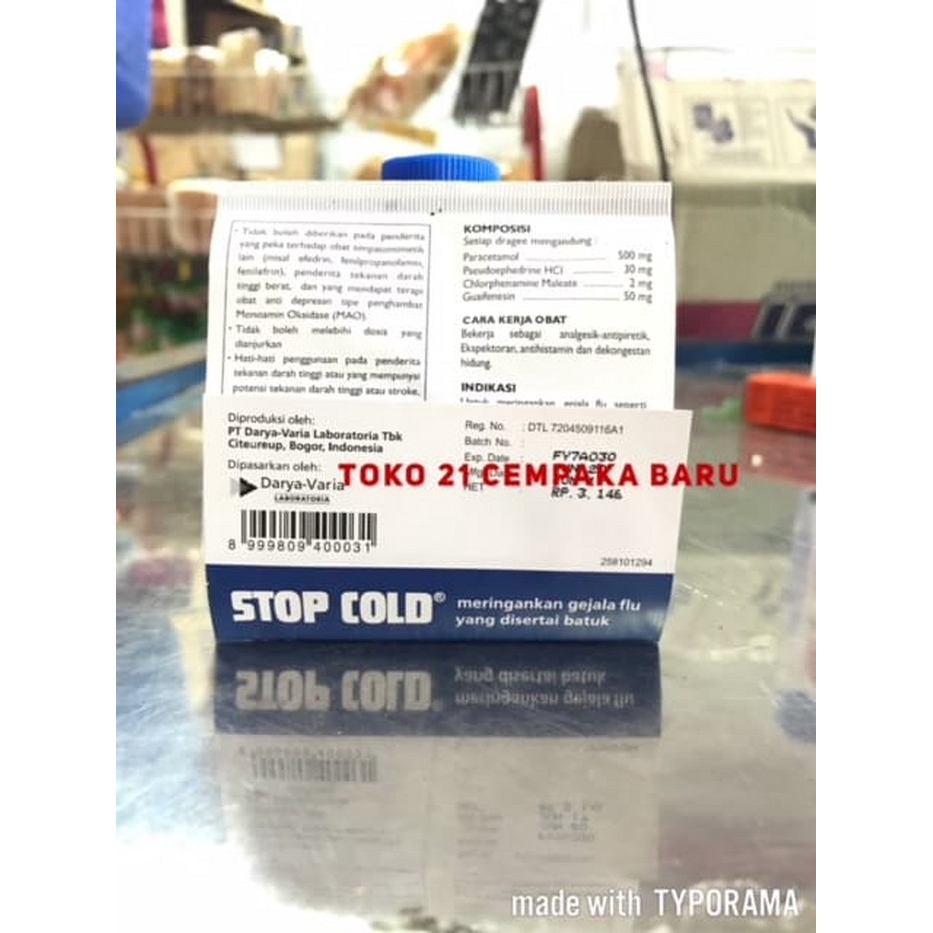 • Tidak boleh diberikan pada penderita
yang peka terhadap obat simpatomimetik
lain (misal efedrin, fenilpropanolamin,
fenilefrin), penderita tekanan darah
tinggi berat, dan yang mendapat terapi
obat anti depresan tipe penghambat
Monoamin Oksidase (MAO).
• Tidak boleh melebihi dosis yang
dianjurkan
• Hati-hati penggunaan pada penderita
tekanan darah tinggi atau yang mempunyai
potensi tekanan darah tinggi atau stroke,
KOMPOSISI
Setiap dragee mengandung :
Paracetamol 500 mg
Pseudoephedrine HCl 30 mg
Chlorphenamine Maleate 2 mg
Guaifenesin 50 mg
CARA KERJA OBAT
Bekerja sebagai analgesik-antipiretik,
Ekspektoran, antihistamin dan dekongestan
hidung.
INDIKASI
Untuk meringankan gejala flu seperti
Diproduksi oleh:
PT Darya-Varia Laboratoria Tbk
Citeureup, Bogor, Indonesia
Dipasarkan oleh:
Darya-Varia
LABORATORIA
8 999809 400031
Reg. No. : DTL 7204509116A1
Batch No. :
Exp. Date : FY7A030
HET
RP. 3. 146
TOKO 21 CEMPAKA BARU
258101294
STOP COLD®
meringankan gejala flu
yang disertai batuk
made with TYPORAMA